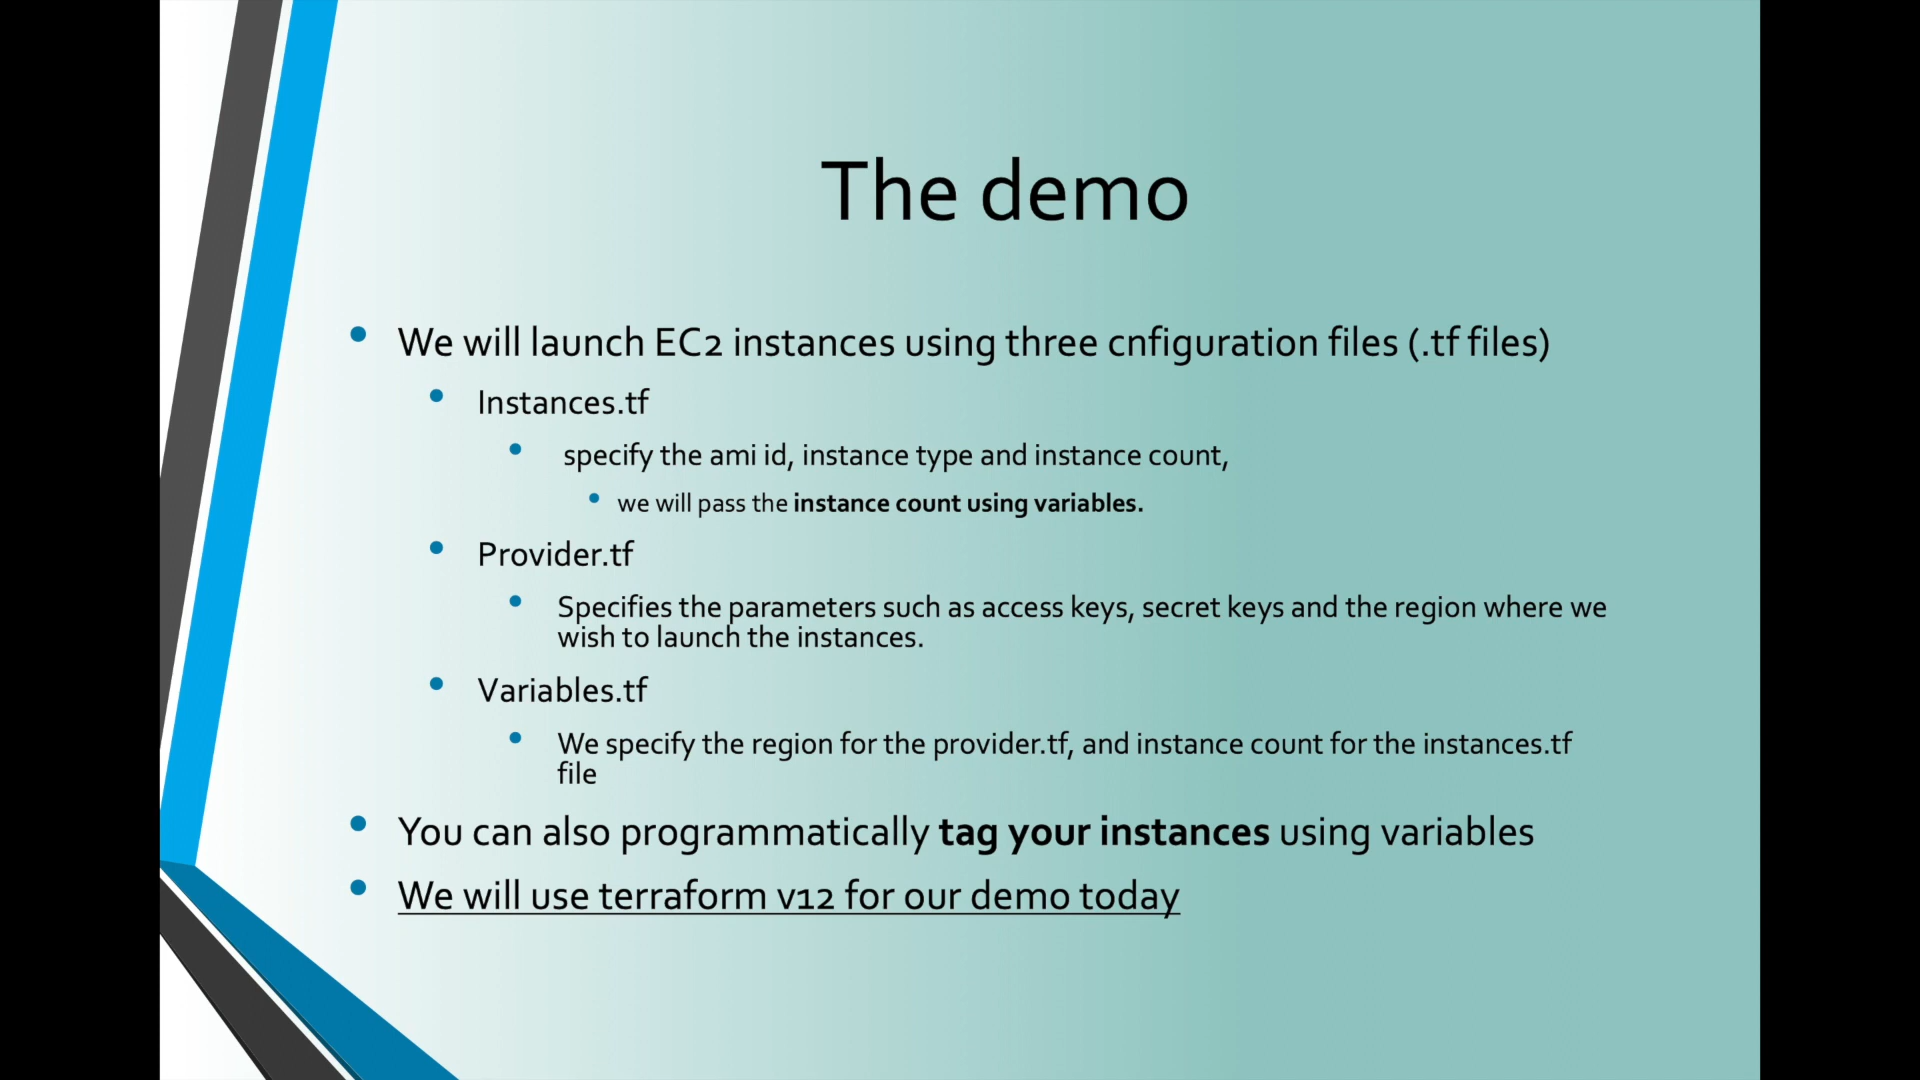 The demo
We will launch EC2 instances using three cnfiguration files (.tf files)
Instances.tf
specify the ami id, instance type and instance count,
we will pass the instance count using variables.
Provider.tf
Specifies the parameters such as access keys, secret keys and the region where we
wish to launch the instances.
Variables.tf
We specify the region for the provider.tf, and instance count for the instances.tf
file
You can also programmatically tag your instances using variables
We will use terraform v12 for our demo today